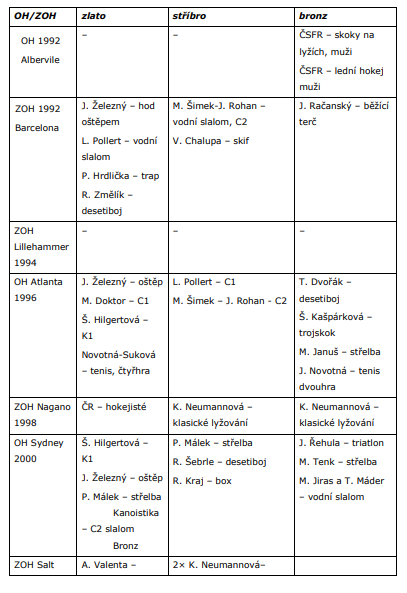 OH/ZOH zlato stříbro bronz
OH 1992
Albervile
–
–
ČSFR – skoky na
lyžích, muži
ČSFR – lední hokej
muži
ZOH 1992
Barcelona
J. Železný – hod
oštěpem
L. Pollert – vodní
slalom
P. Hrdlička – trap
R. Změlík –
desetiboj
M. Šimek-J. Rohan –
vodní slalom, C2
V. Chalupa – skif
J. Račanský – běžící
terč
ZOH
Lillehammer
1994
–
–
–
OH Atlanta
1996
J. Železný – oštěp
M. Doktor – C1
Š. Hilgertová –
K1
Novotná-Suková
– tenis, čtyřhra
L. Pollert – C1
M. Šimek – J. Rohan - C2
T. Dvořák –
desetiboj
Š. Kašpárková –
trojskok
M. Januš – střelba
J. Novotná – tenis
dvouhra
ZOH Nagano
1998
ČR – hokejisté
K. Neumannová –
klasické lyžování
K. Neumannová –
klasické lyžování
OH Sydney
2000
Š. Hilgertová –
K1
J. Železný – oštěp
P. Málek – střelba
Kanoistika
– C2 slalom
Bronz
P. Málek – střelba
R. Šebrle – desetiboj
R. Kraj – box
J. Řehula – triatlon
M. Tenk – střelba
M. Jiras a T. Máder
– vodní slalom
ZOH Salt
A. Valenta –
2× K. Neumannová–